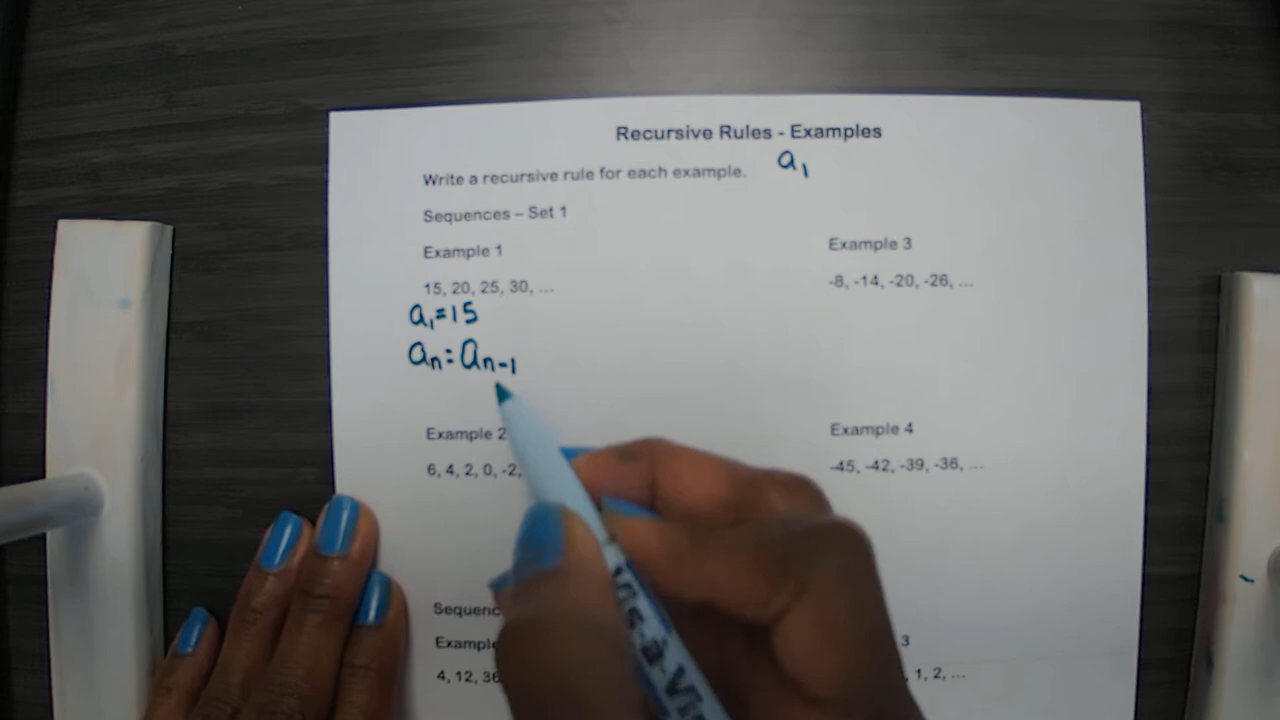 Recursive Rules - Examples
Write a recursive rule for each example. a₁
Sequences – Set 1
Example 1
15, 20, 25, 30, ...
a₁=15
aₙ=aₙ₋₁
Example 2
6, 4, 2, 0, -2,
Example 3
-8, -14, -20, -26, ...
Example 4
-45, -42, -39, -36, ...
4, 12, 36
3
, 1, 2, ...
Vis-à-Vis